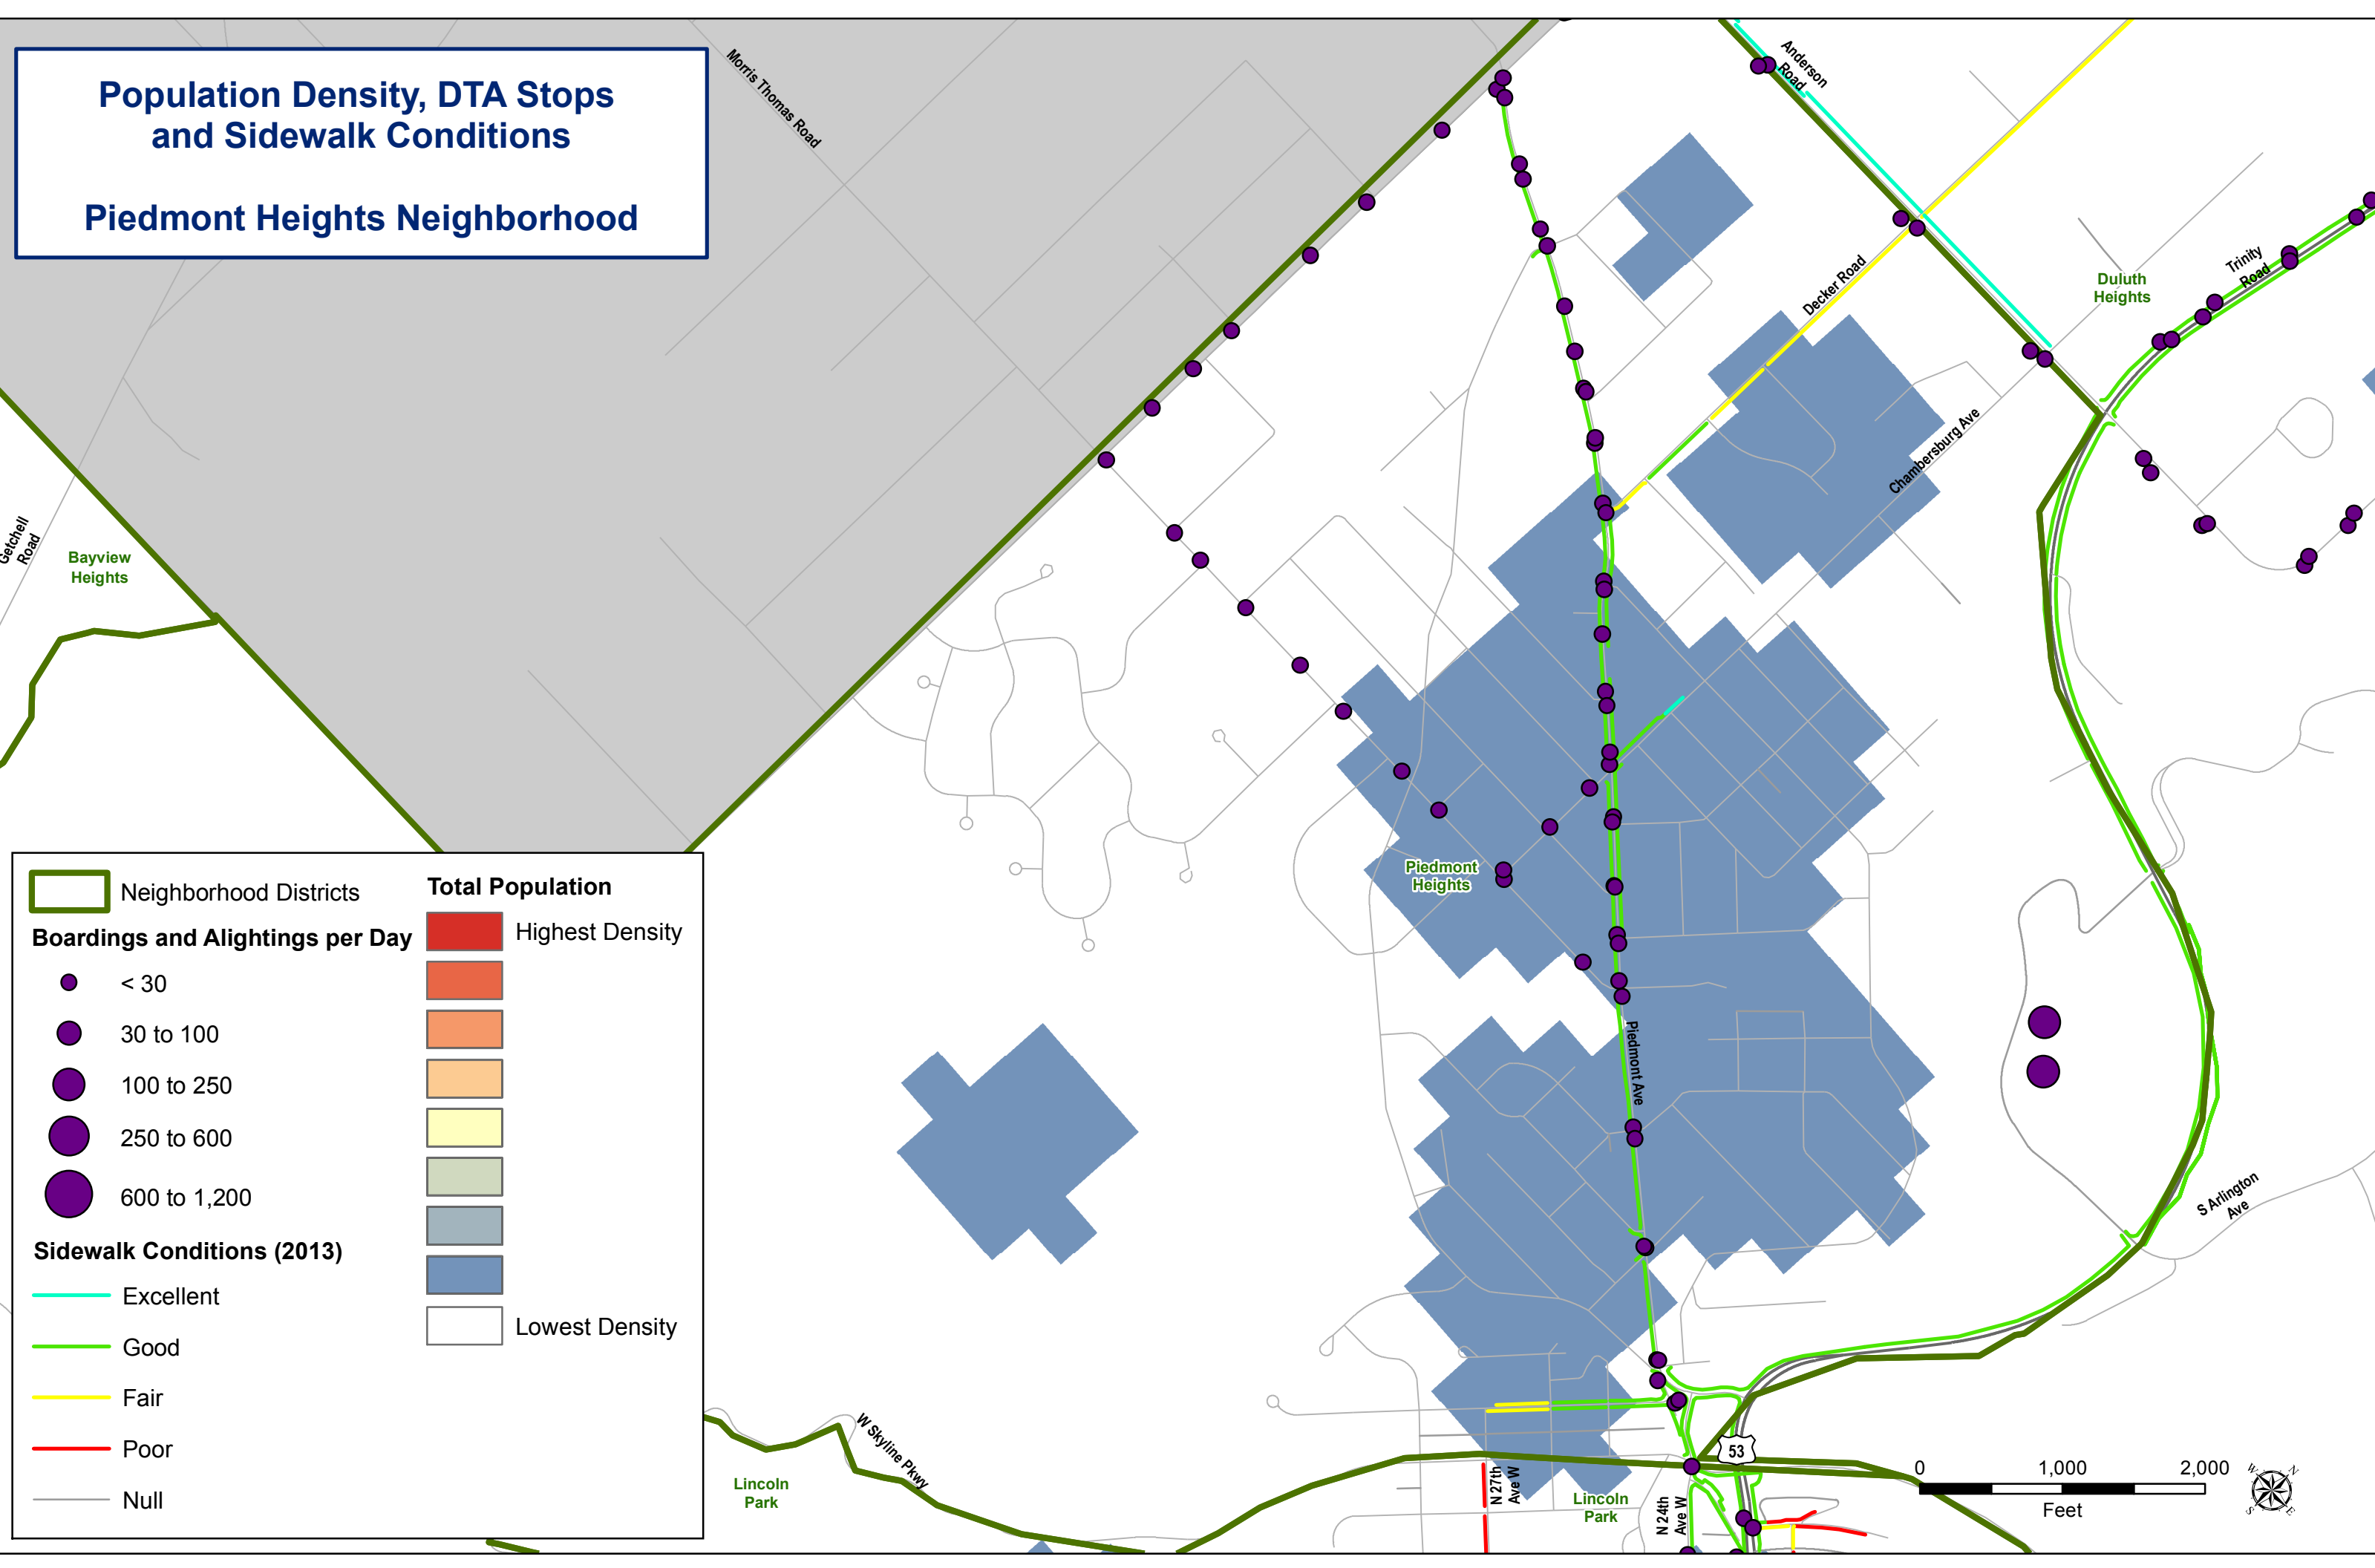 Population Density, DTA Stops
and Sidewalk Conditions
Piedmont Heights Neighborhood
Morris Thomas Road
Anderson
Road
Decker Road
Duluth
Heights
Trinity
Road
Chambersburg Ave
Getchell
Road
Bayview
Heights
Piedmont
Heights
Piedmont Ave
S Arlington
Ave
W Skyline Pkwy
Lincoln
Park
N 27th
Ave W
Lincoln
Park
N 24th
Ave W
53
Neighborhood Districts
Boardings and Alightings per Day
< 30
30 to 100
100 to 250
250 to 600
600 to 1,200
Sidewalk Conditions (2013)
Excellent
Good
Fair
Poor
Null
Total Population
Highest Density
Lowest Density
0 1,000 2,000
Feet
W N
S E